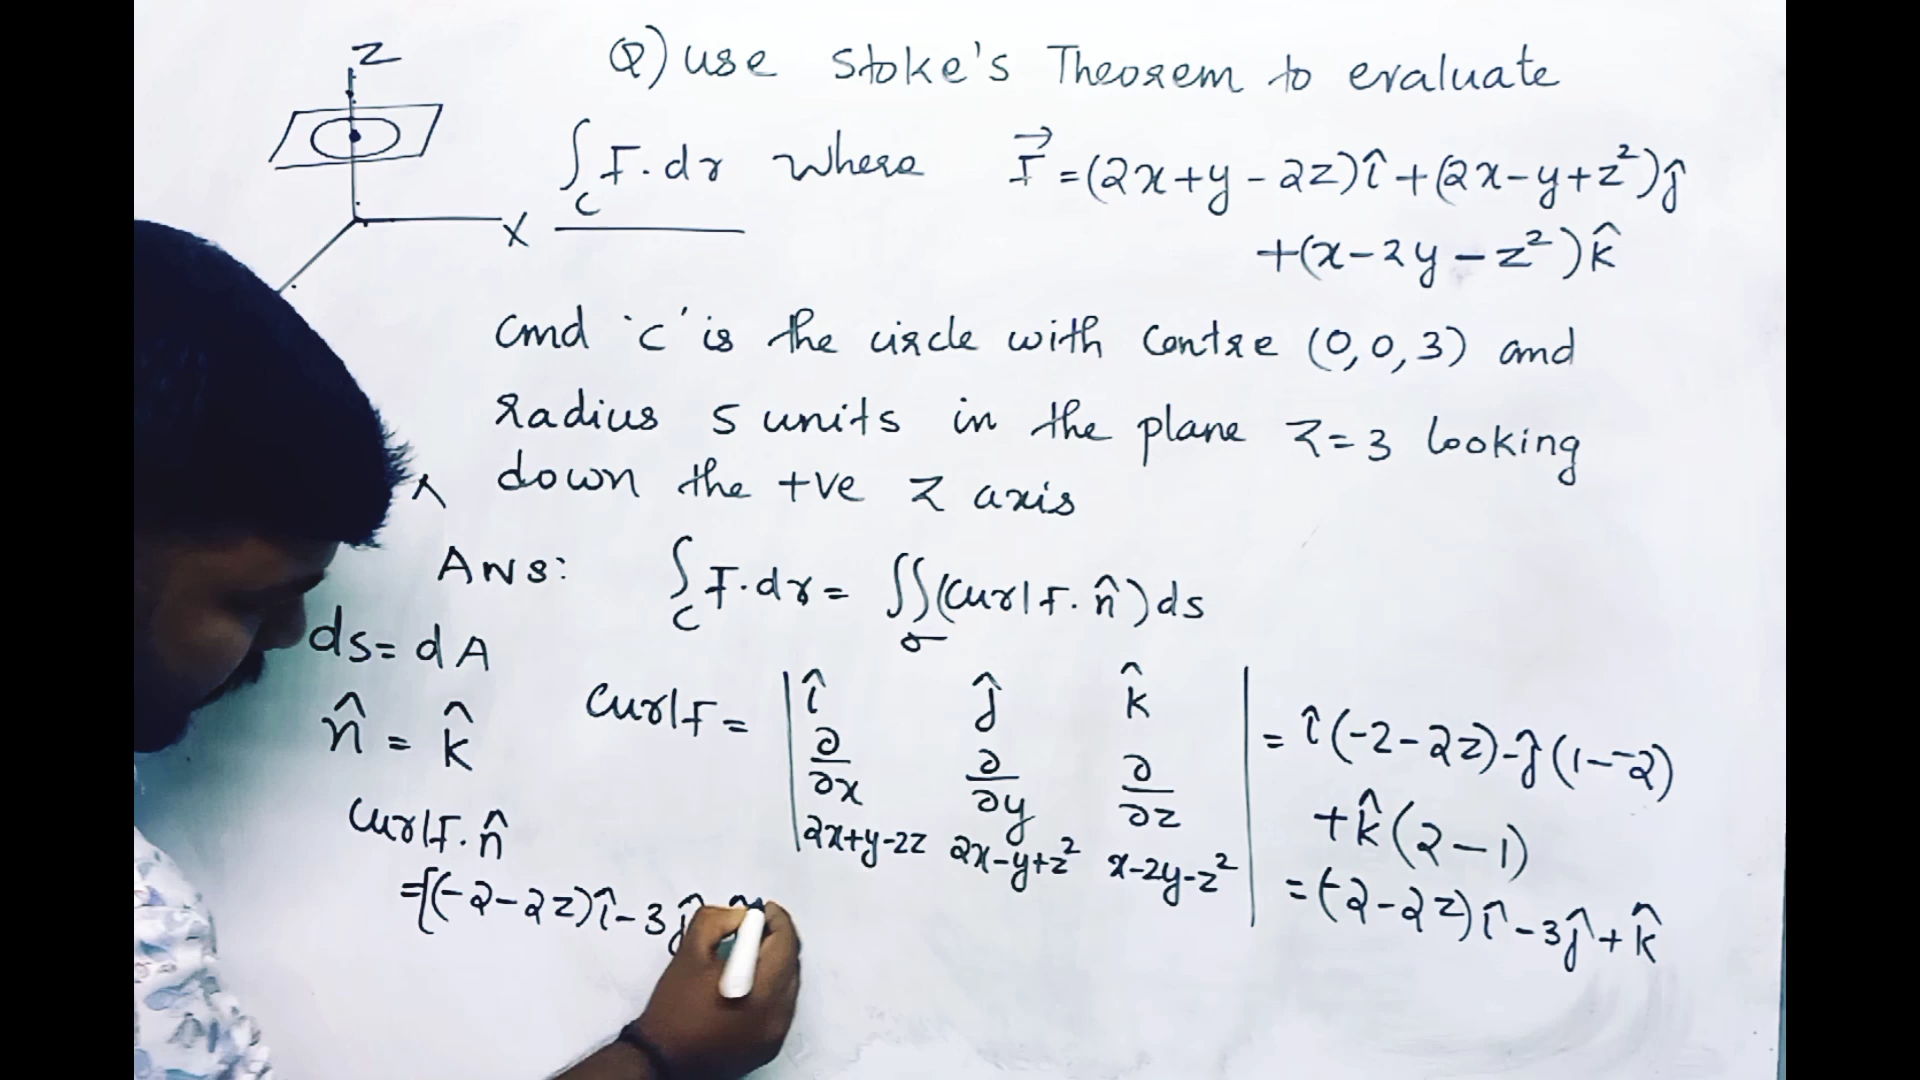 Z
Q) use Stoke's Theorem to evaluate
∫_C F.dr where F⃗ = (2x+y-2z)î+(2x-y+z²)ĵ
+(x-2y-z²)k̂
X
and 'c' is the circle with centre (0,0,3) and
radius 5 units in the plane z=3 looking
down the +ve z axis
Ans: ∫_C F.dr = ∬_σ (curlF.n̂)ds
ds=dA
n̂ = k̂
CurlF = | î ĵ k̂ | = î(-2-2z)-ĵ(1--2)
∂/∂x ∂/∂y ∂/∂z +k̂(2-1)
2x+y-2z 2x-y+z² x-2y-z² = (-2-2z)î-3ĵ+k̂
CurlF.n̂
=[(-2-2z)î-3ĵ